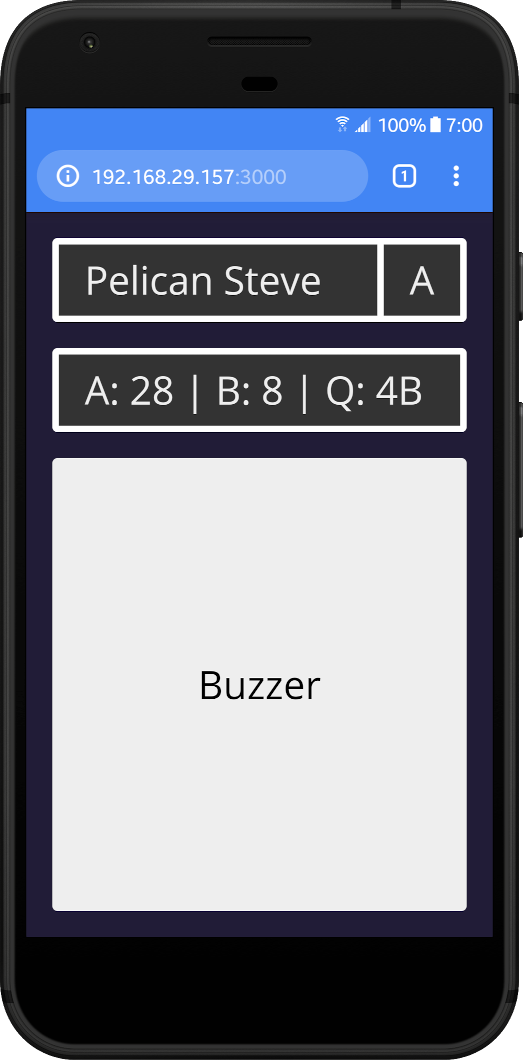 100% 7:00
192.168.29.157:3000 1
Pelican Steve A
A: 28 | B: 8 | Q: 4B
Buzzer